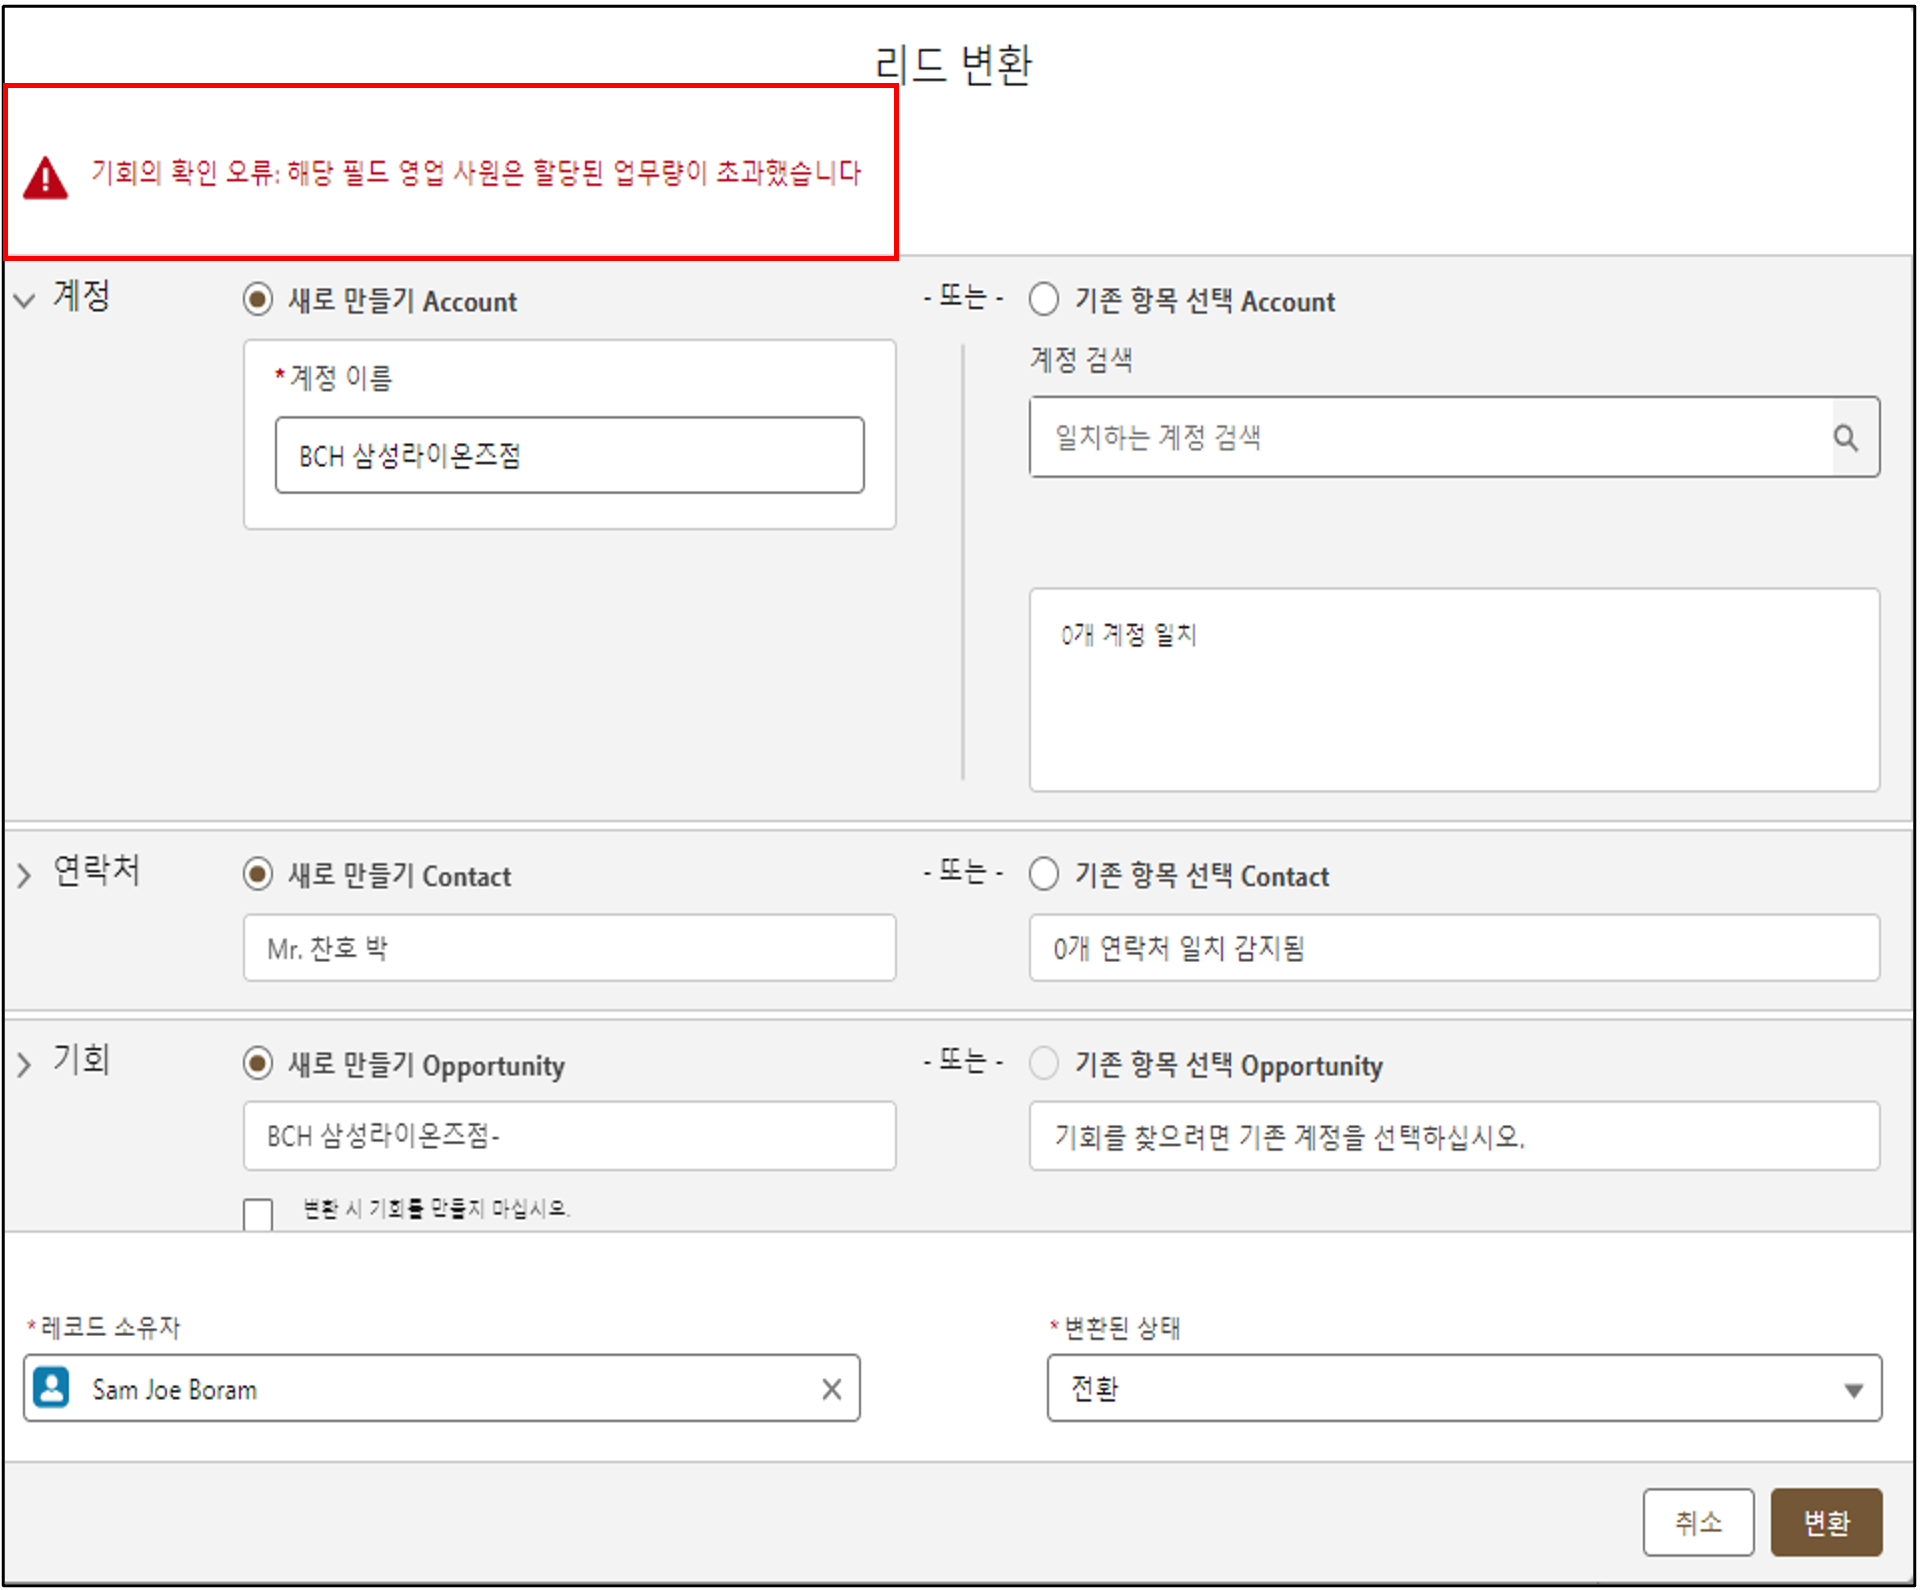 리드 변환
기회의 확인 오류: 해당 필드 영업 사원은 할당된 업무량이 초과했습니다
계정
새로 만들기 Account
- 또는 -
기존 항목 선택 Account
* 계정 이름
BCH 삼성라이온즈점
계정 검색
일치하는 계정 검색
0개 계정 일치
연락처
새로 만들기 Contact
- 또는 -
기존 항목 선택 Contact
Mr. 찬호 박
0개 연락처 일치 감지됨
기회
새로 만들기 Opportunity
- 또는 -
기존 항목 선택 Opportunity
BCH 삼성라이온즈점-
기회를 찾으려면 기존 계정을 선택하십시오.
변환 시 기회를 만들지 마십시오.
* 레코드 소유자
* 변환된 상태
Sam Joe Boram
전환
취소
변환